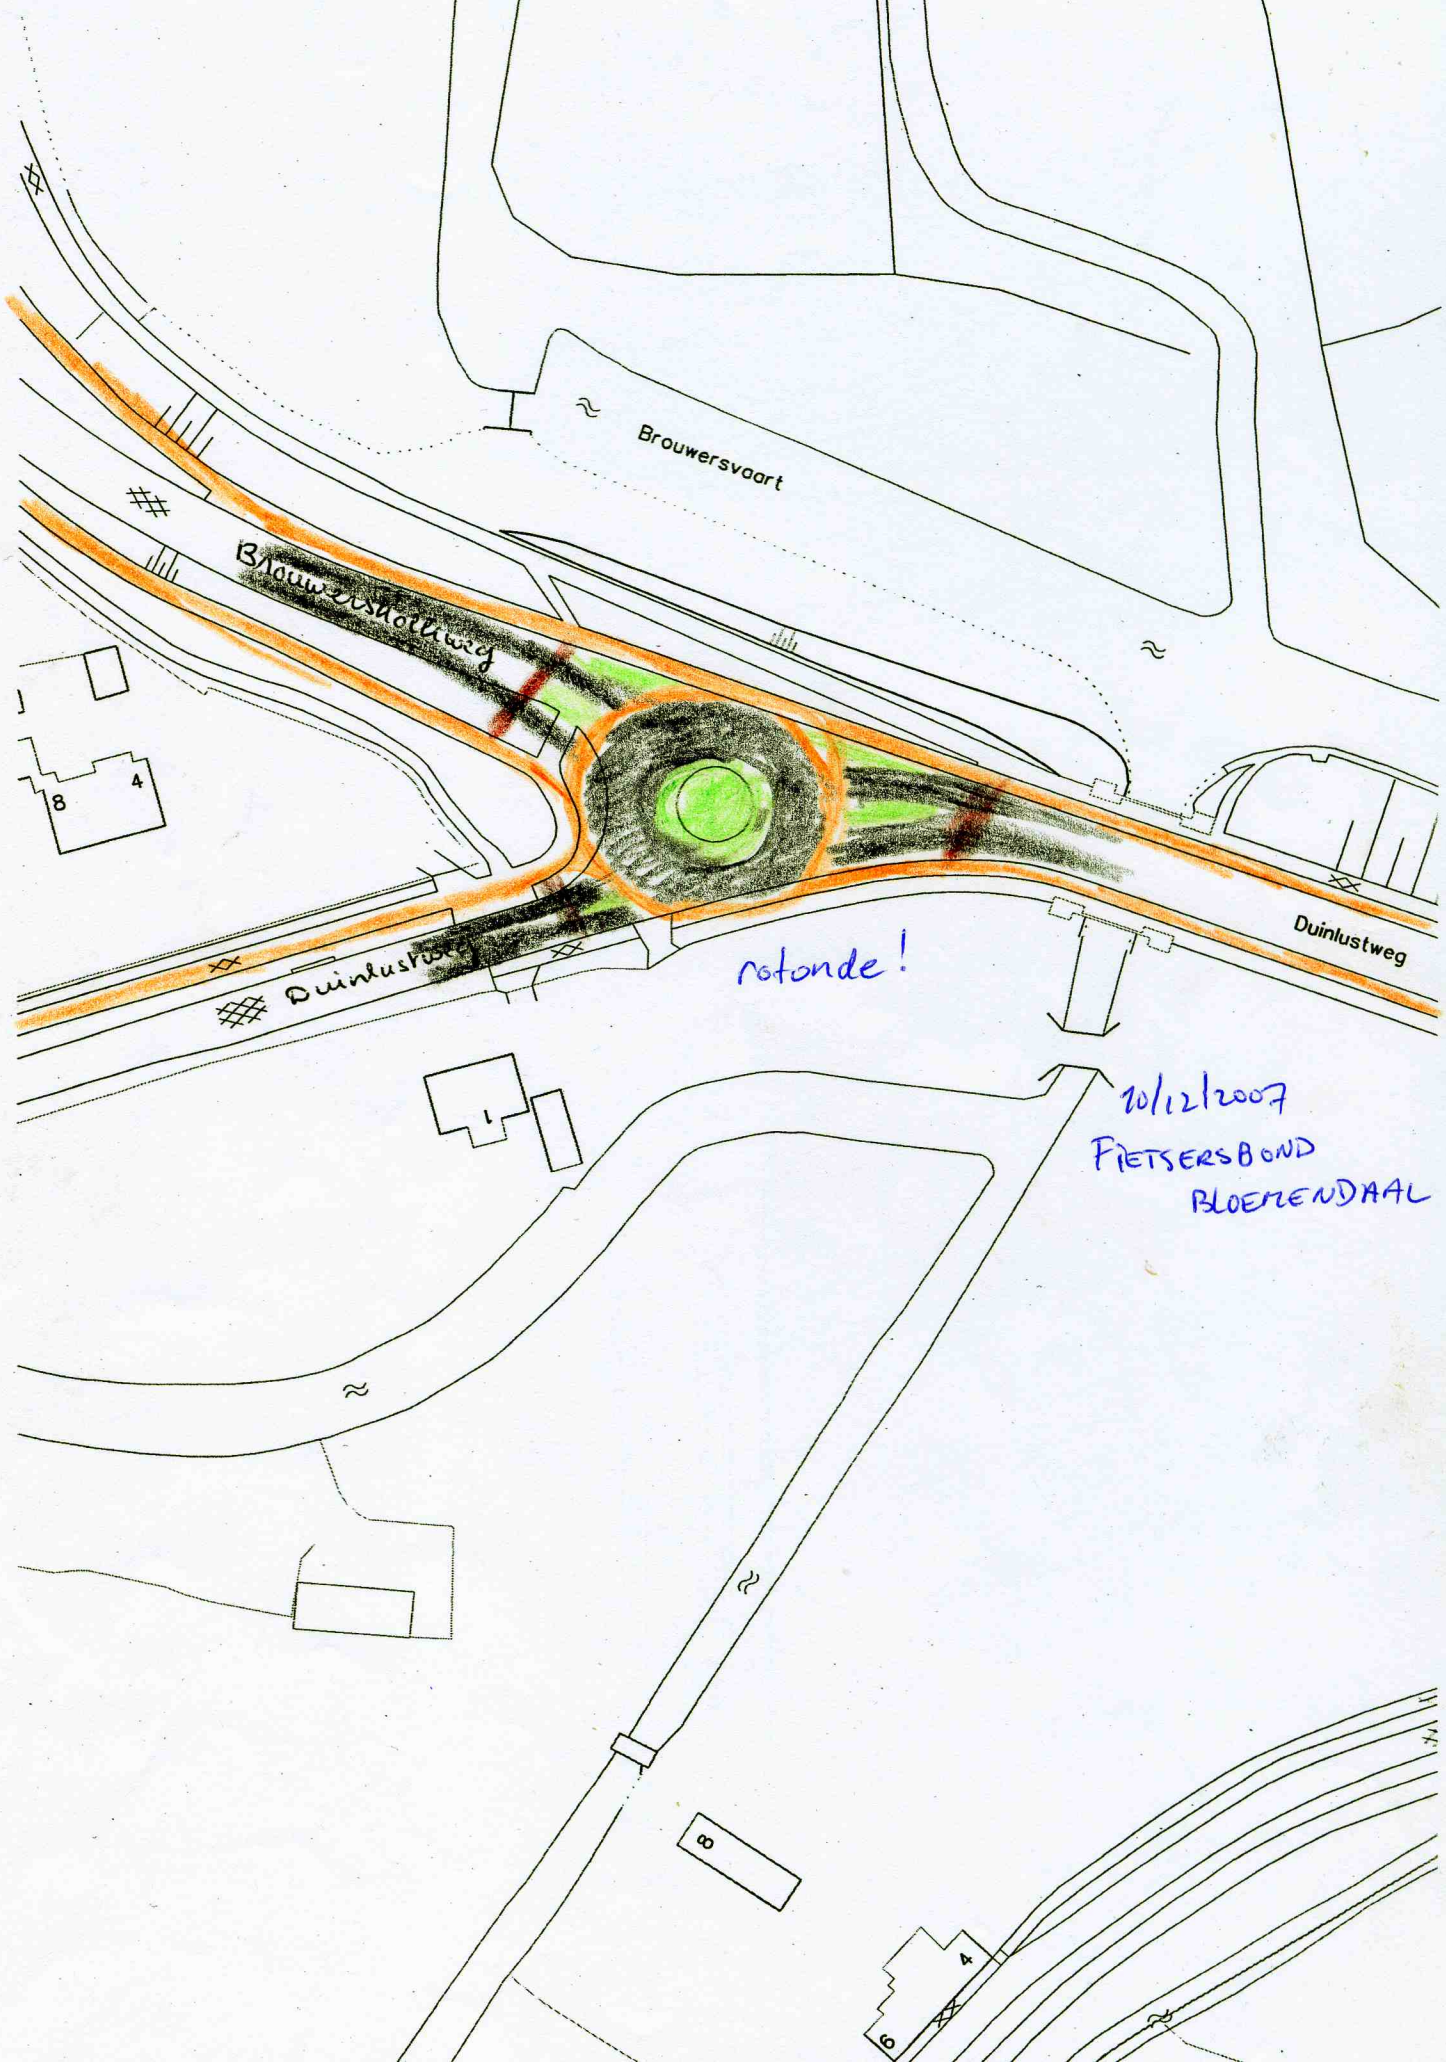 Brouwersvaart
Brouwerskolkweg
8
4
Duinlustweg
Duinlustweg
rotonde!
1
10/12/2007
FIETSERSBOND
BLOEMENDAAL
8
4
6